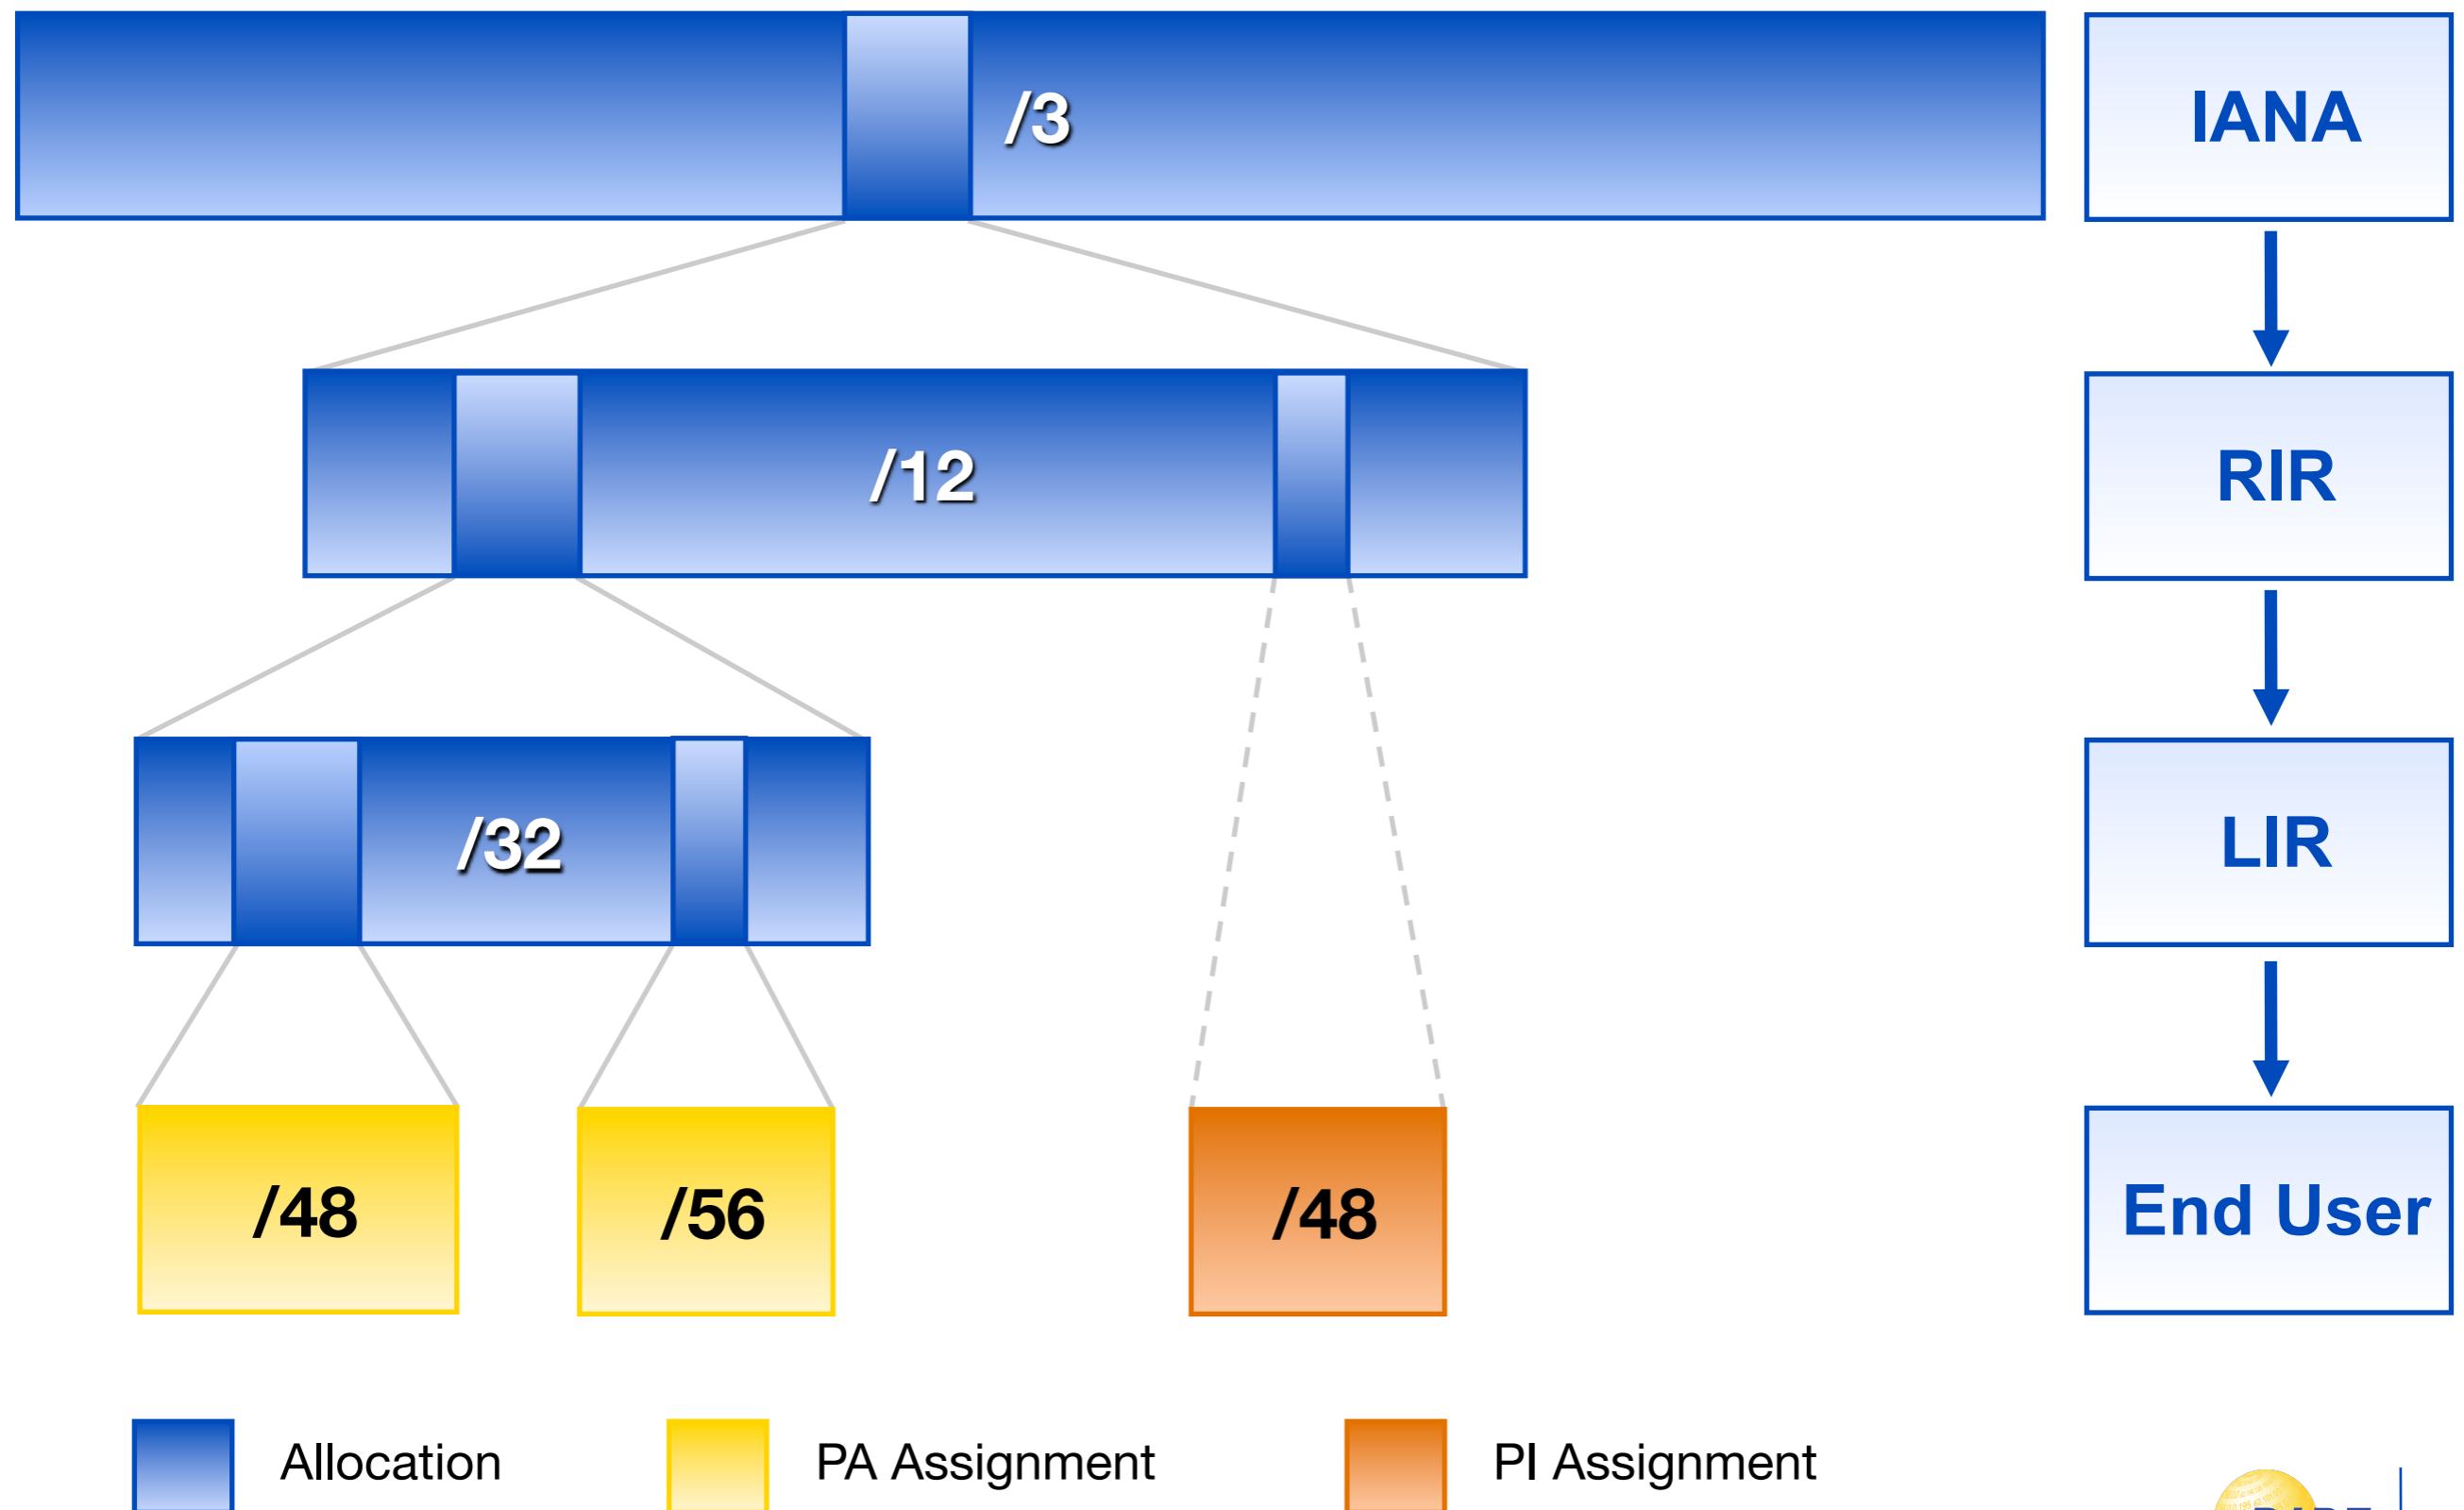 /3
IANA
/12
RIR
/32
LIR
/48
/56
/48
End User
Allocation
PA Assignment
PI Assignment